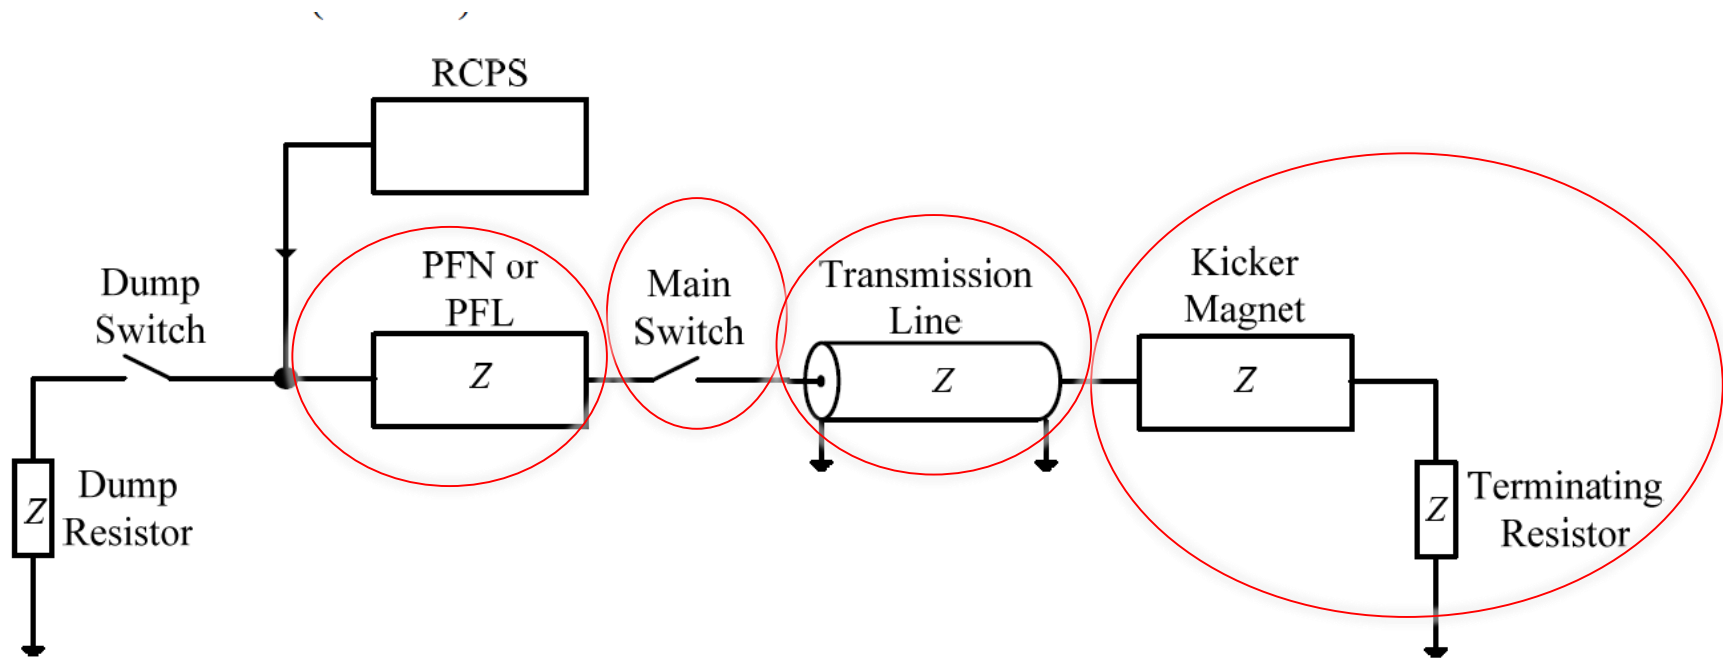 RCPS
Dump
Switch
PFN or
PFL
Z
Main
Switch
Transmission
Line
Z
Kicker
Magnet
Z
Z
Dump
Resistor
Z
Terminating
Resistor